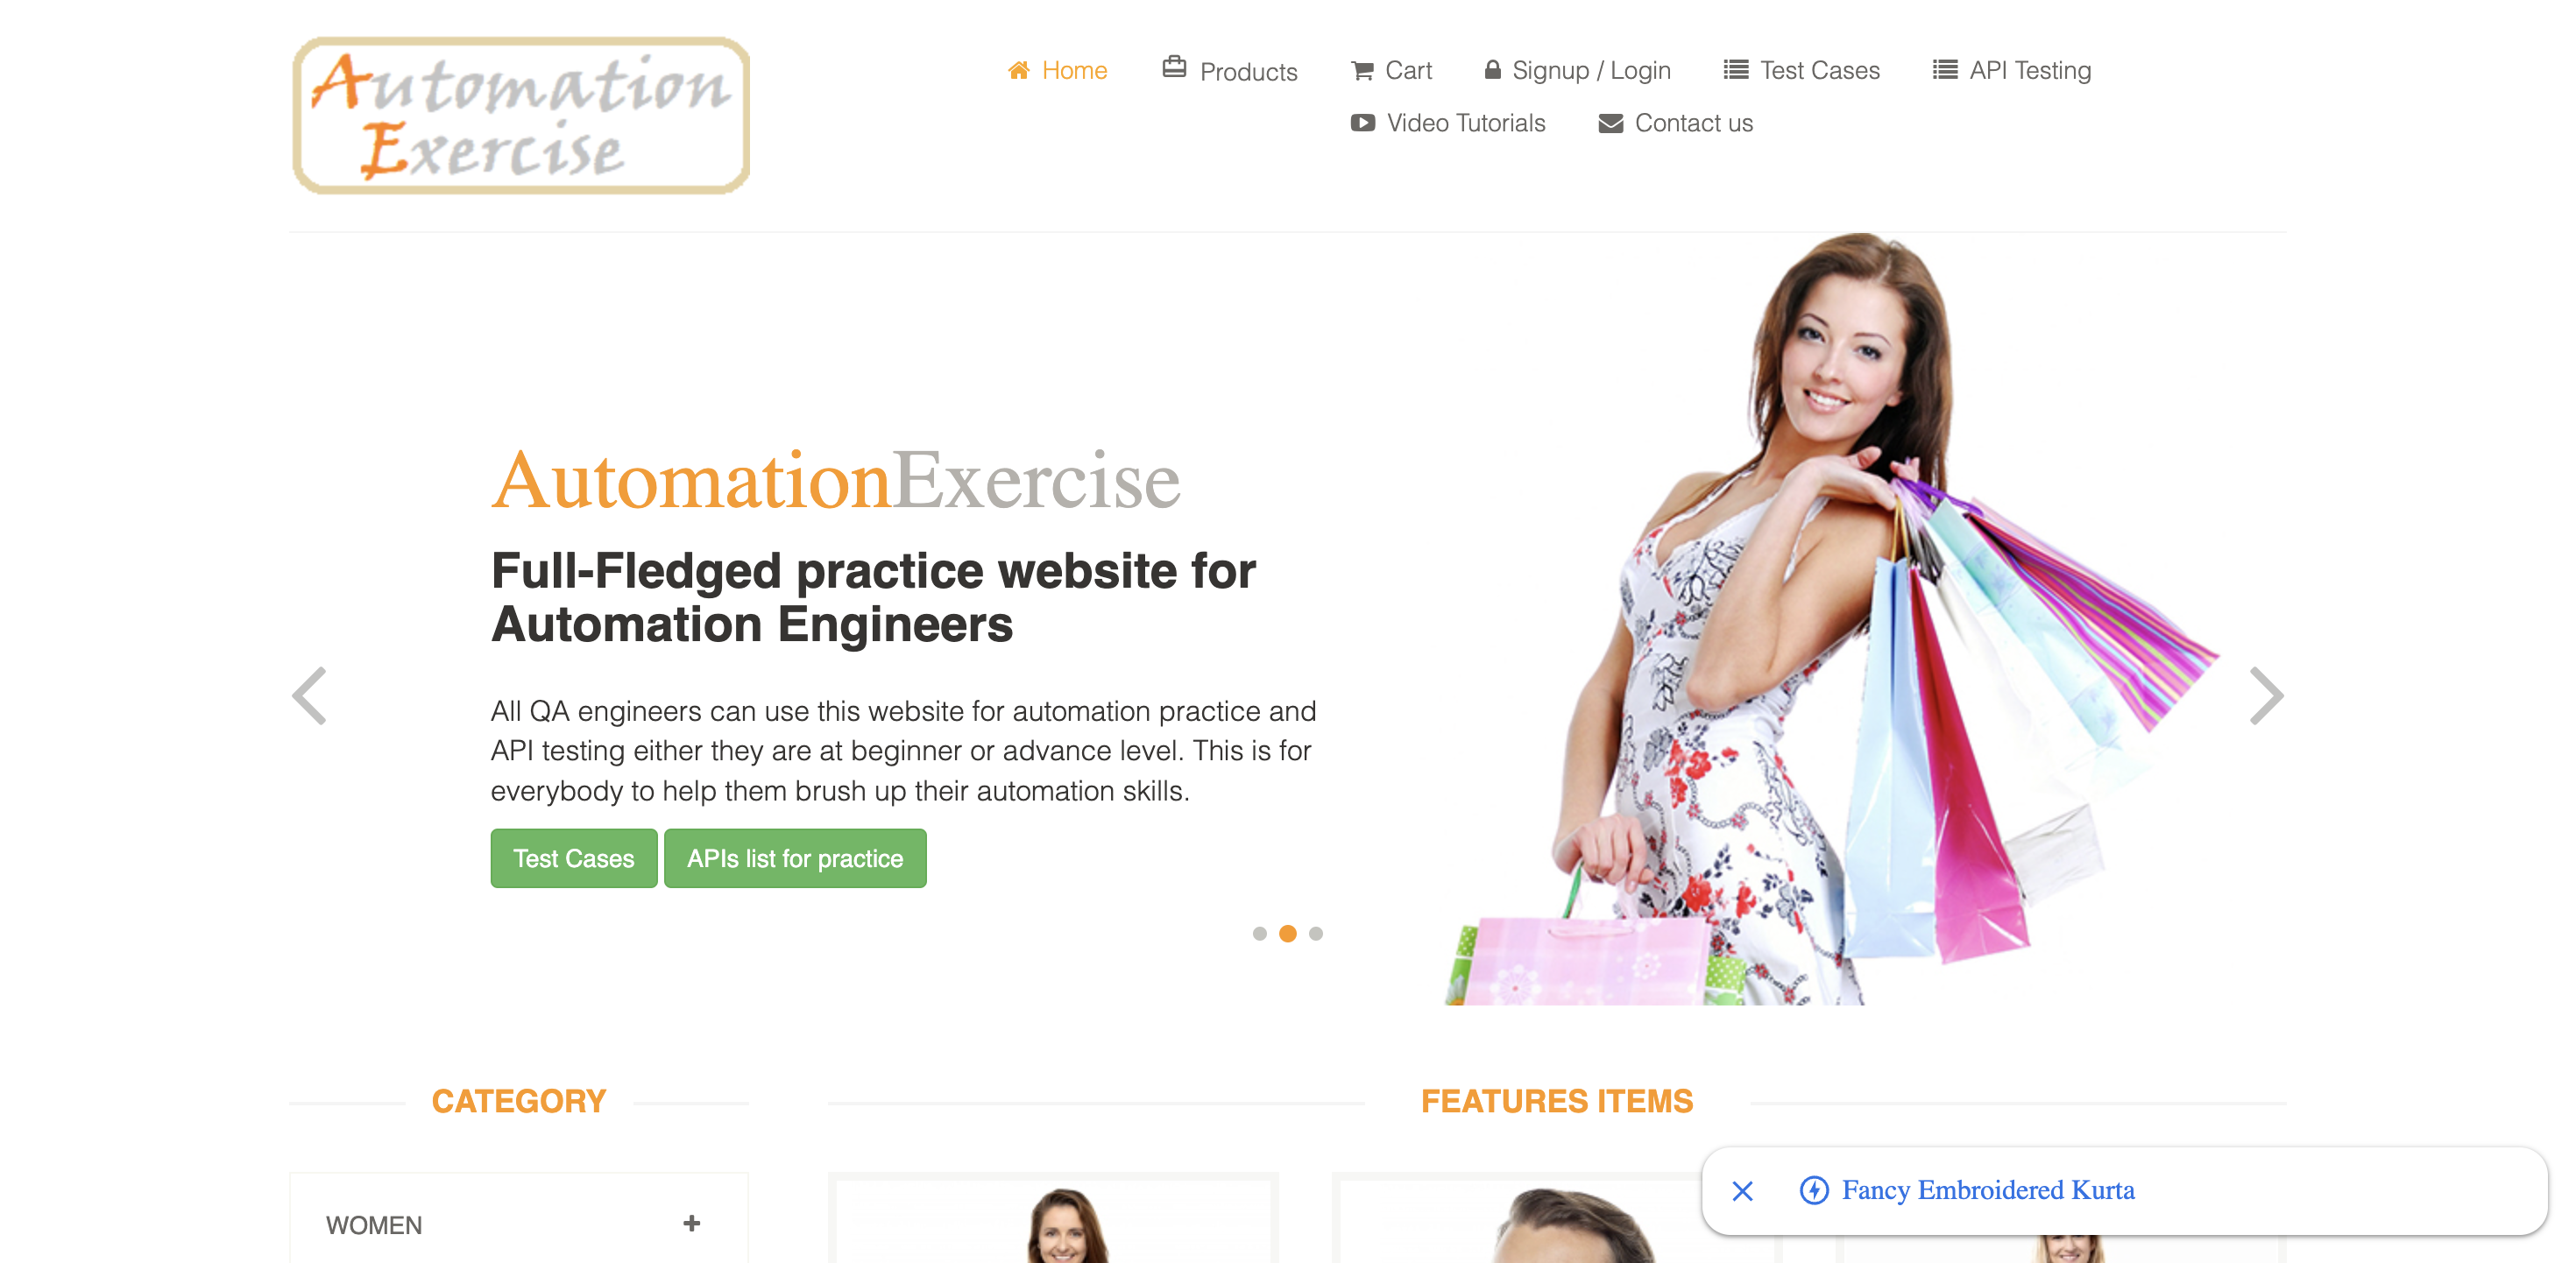 Automation
Exercise
Home
Products
Cart
Signup / Login
Test Cases
API Testing
Video Tutorials
Contact us
AutomationExercise
Full-Fledged practice website for
Automation Engineers
All QA engineers can use this website for automation practice and
API testing either they are at beginner or advance level. This is for
everybody to help them brush up their automation skills.
Test Cases
APIs list for practice
CATEGORY
FEATURES ITEMS
WOMEN
Fancy Embroidered Kurta